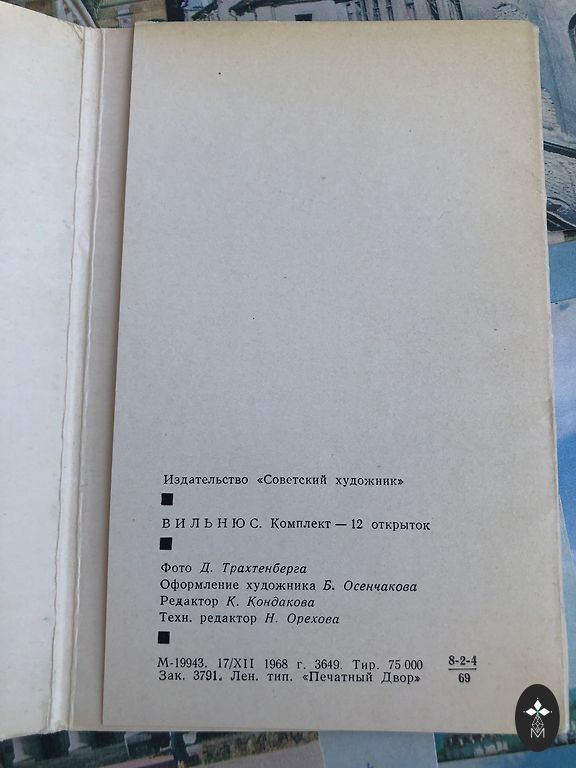 Издательство «Советский художник»
ВИЛЬНЮС. Комплект — 12 открыток
Фото Д. Трахтенберга
Оформление художника Б. Осенчакова
Редактор К. Кондакова
Техн. редактор Н. Орехова
М-19943. 17/XII 1968 г. 3649. Тир. 75 000
Зак. 3791. Лен. тип. «Печатный Двор»
8-2-4
69
М